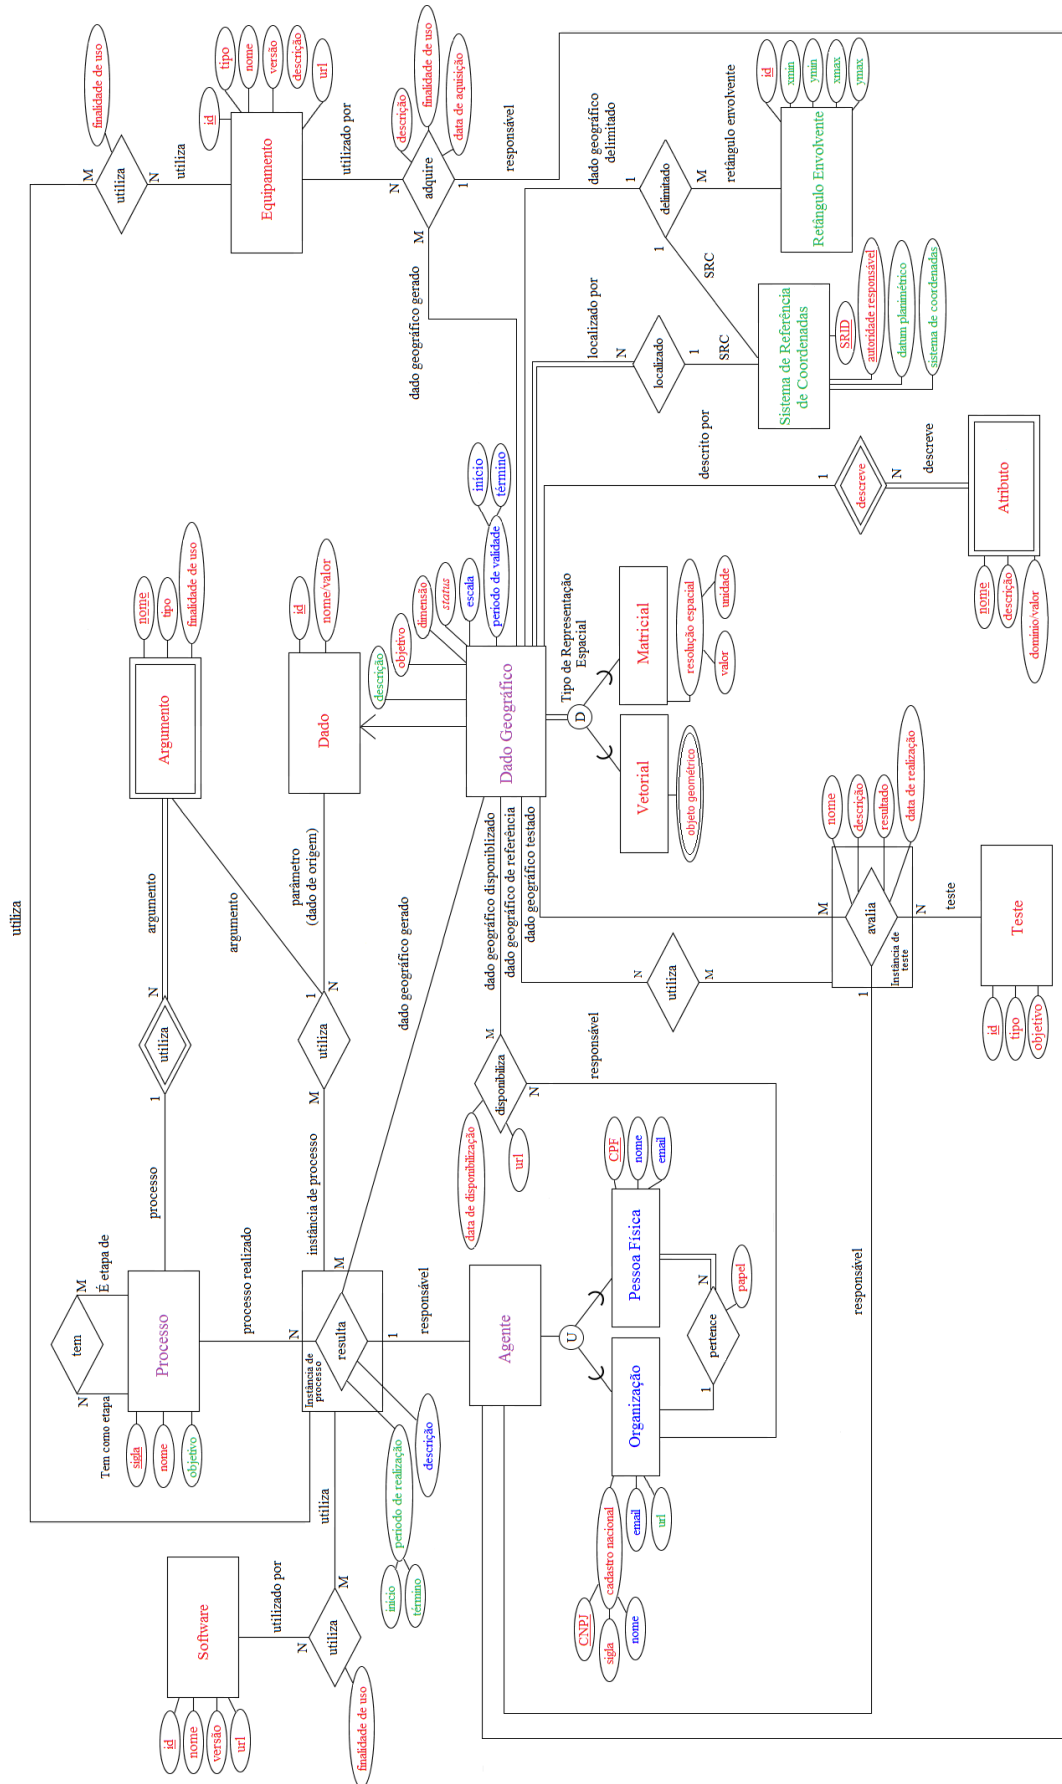 utiliza
Software
id
nome
versão
url
utilizado por
N
utiliza
M
finalidade de uso
utiliza
tem
N
M
Tem como etapa
É etapa de
Processo
sigla
nome
objetivo
processo
1
utiliza
N
argumento
Argumento
nome
tipo
finalidade de uso
argumento
M
utiliza
N
utiliza
finalidade de uso
Equipamento
id
tipo
nome
versão
descrição
url
processo realizado
N
Instância de
processo
resulta
M
1
período de realização
início
término
descrição
instância de processo
M
utiliza
1
N
parâmetro
(dado de origem)
Dado
id
nome/valor
utilizado por
N
adquire
M
1
descrição
finalidade de uso
data de aquisição
dado geográfico gerado
responsável
dado geográfico gerado
responsável
Agente
U
Organização
cadastro nacional
CNPJ
sigla
nome
email
url
Pessoa Física
CPF
nome
email
1
pertence
N
papel
data de disponibilização
url
disponibiliza
M
N
responsável
dado geográfico disponiblizado
dado geográfico de referência
dado geográfico testado
Dado Geográfico
descrição
objetivo
dimensão
status
escala
período de validade
início
término
D
Tipo de Representação
Espacial
Vetorial
objeto geométrico
Matricial
resolução espacial
valor
unidade
descrito por
1
descreve
N
descreve
Atributo
nome
descrição
domínio/valor
localizado por
N
localizado
1
SRC
Sistema de Referência
de Coordenadas
SRID
autoridade responsável
datum planimétrico
sistema de coordenadas
dado geográfico
delimitado
1
delimitado
1
M
SRC
retângulo envolvente
Retângulo Envolvente
id
xmin
ymin
xmax
ymax
N
utiliza
M
responsável
1
M
avalia
N
Instância de
teste
nome
descrição
resultado
data de realização
teste
Teste
id
tipo
objetivo